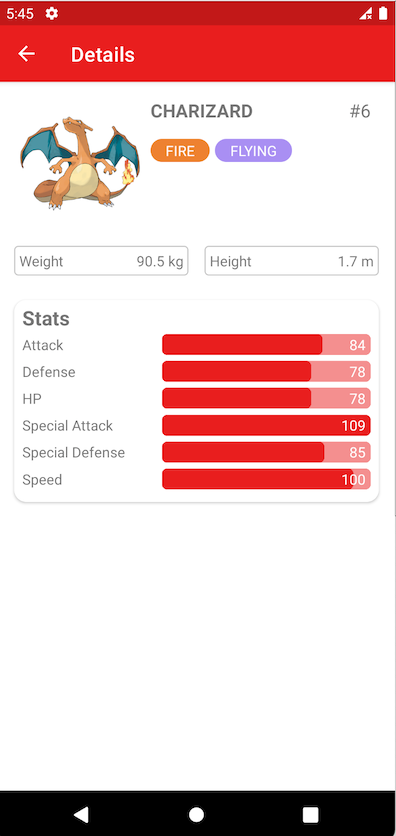 5:45
Details
CHARIZARD #6
FIRE FLYING
Weight 90.5 kg Height 1.7 m
Stats
Attack 84
Defense 78
HP 78
Special Attack 109
Special Defense 85
Speed 100